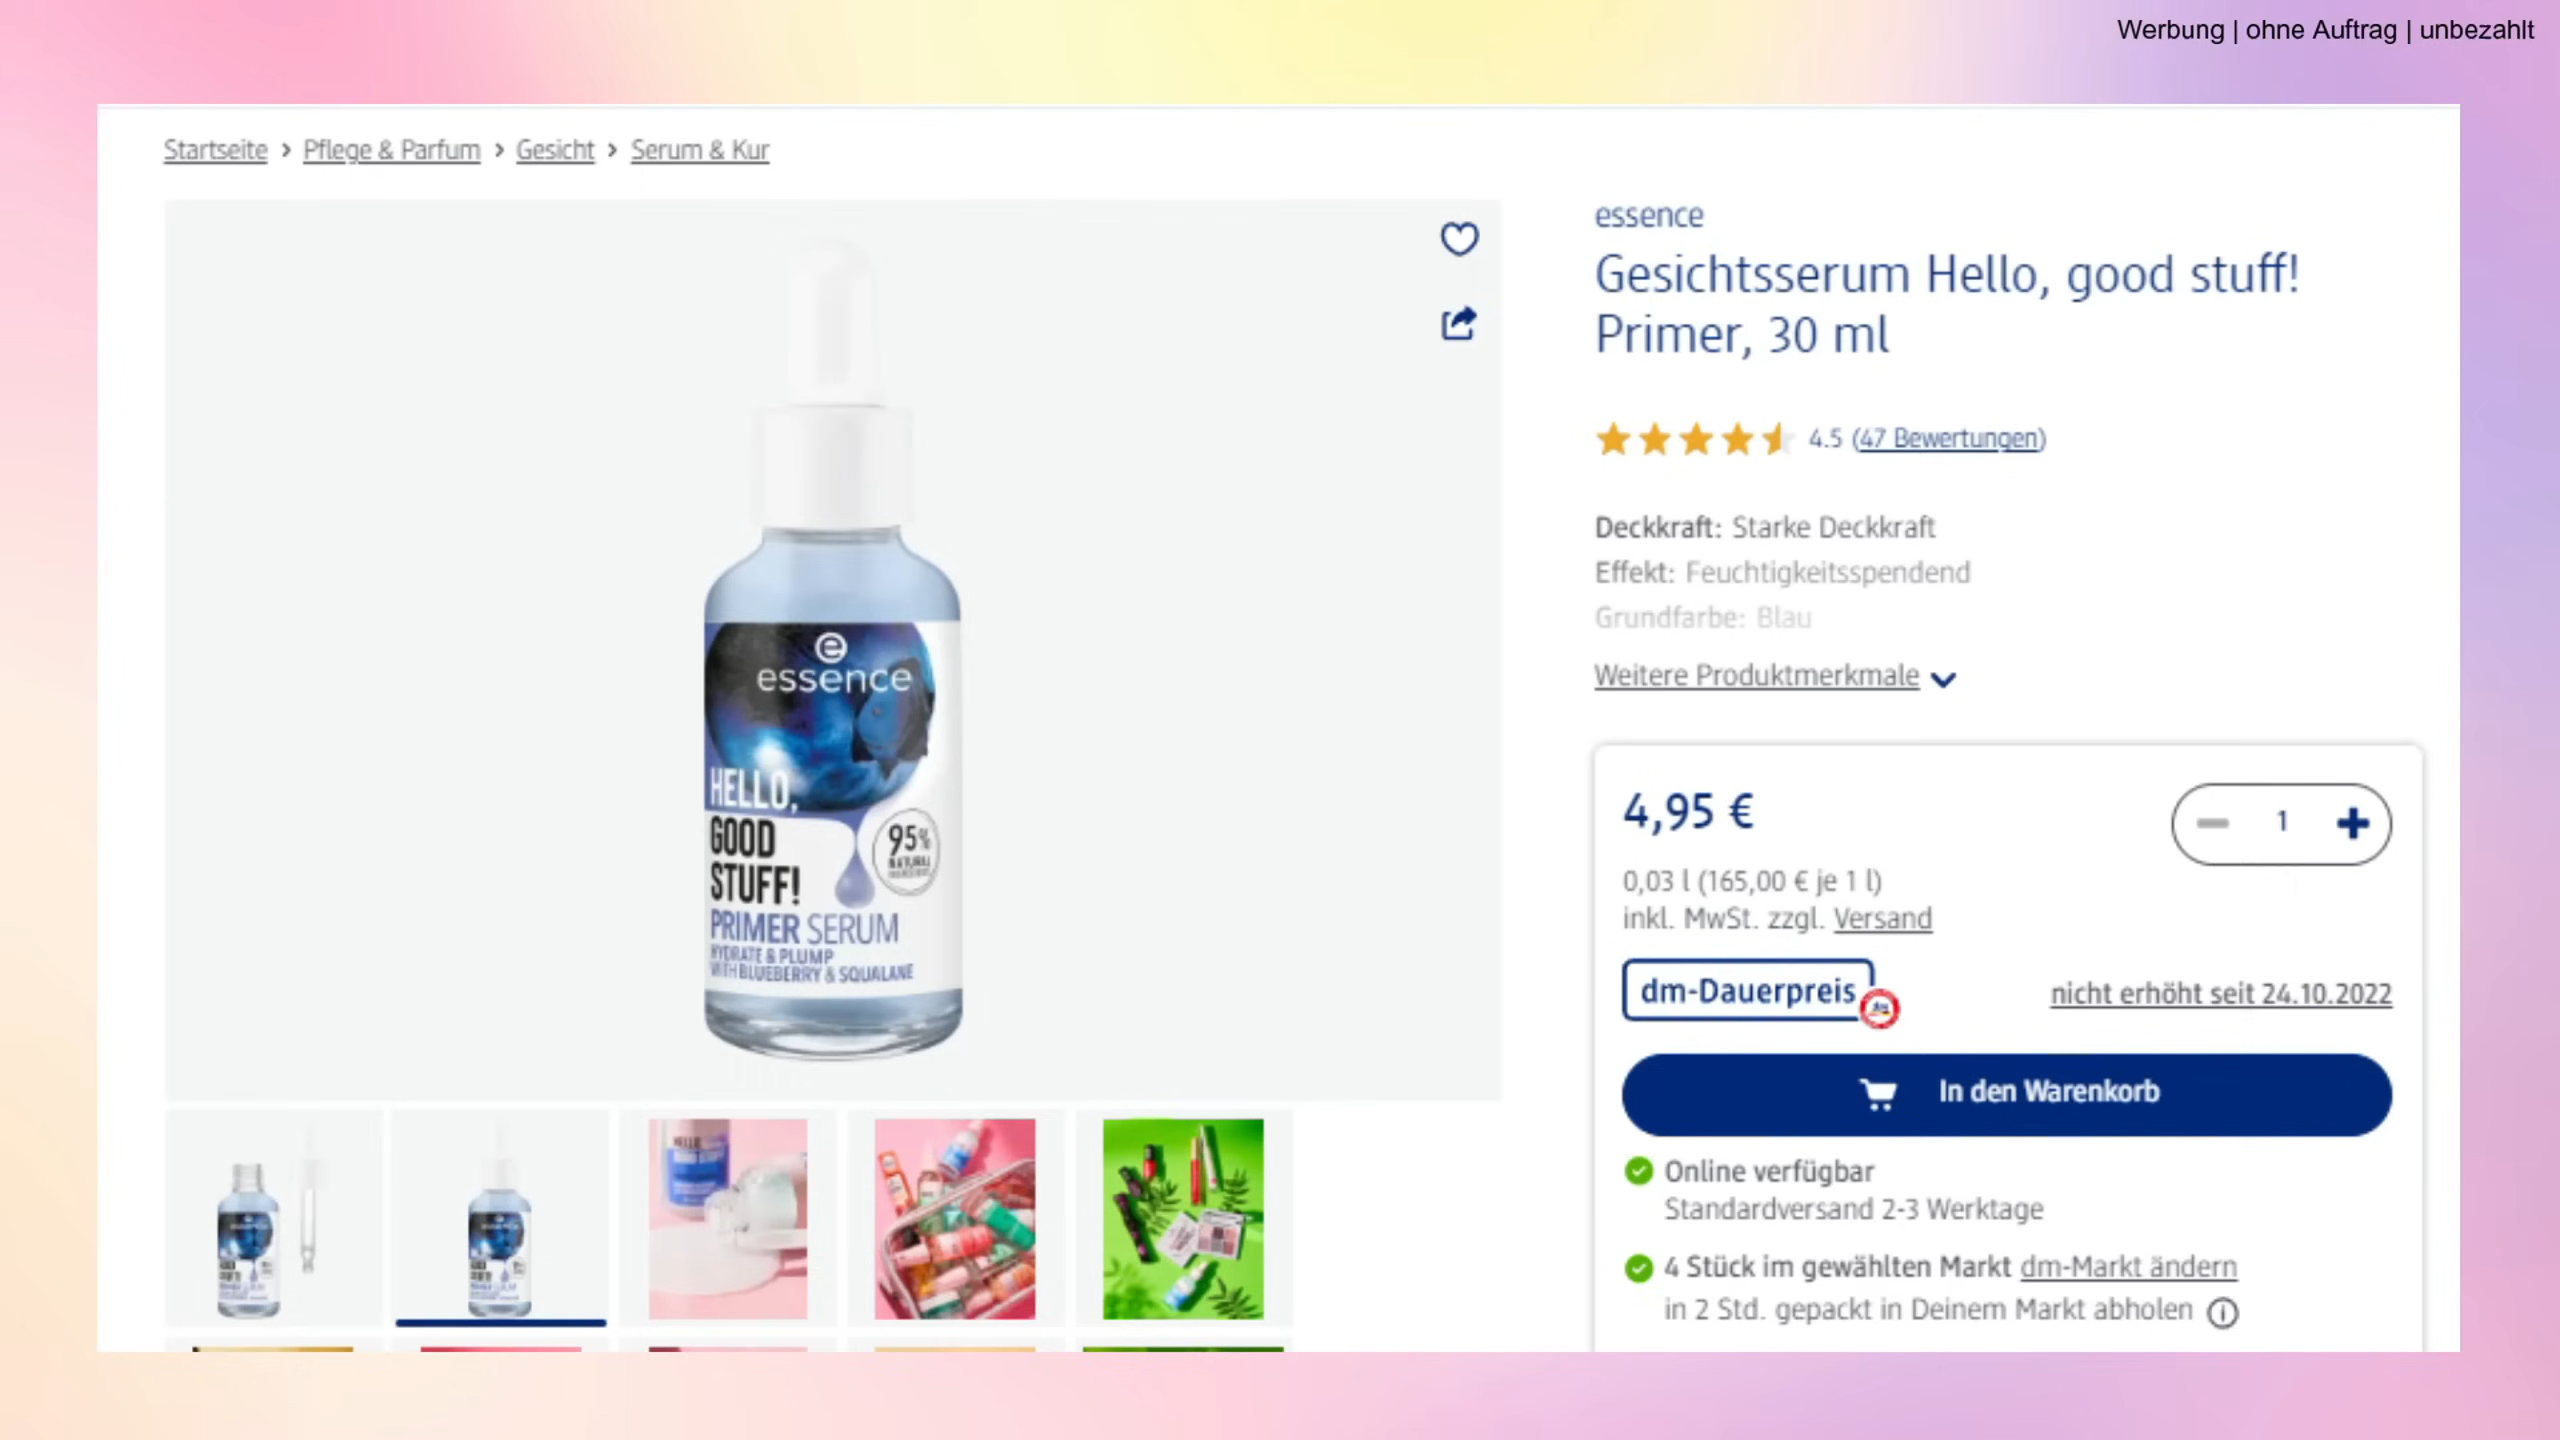 Werbung | ohne Auftrag | unbezahlt
Startseite > Pflege & Parfum > Gesicht > Serum & Kur
essence
Gesichtsserum Hello, good stuff!
Primer, 30 ml
4.5 (47 Bewertungen)
Deckkraft: Starke Deckkraft
Effekt: Feuchtigkeitsspendend
Grundfarbe: Blau
Weitere Produktmerkmale
essence
HELLO,
GOOD
STUFF!
95%
NATURAL
PRIMER SERUM
HYDRATE & PLUMP
WITH BLUEBERRY & SQUALANE
4,95 €
1
0,03 l (165,00 € je 1 l)
inkl. MwSt. zzgl. Versand
dm-Dauerpreis
nicht erhöht seit 24.10.2022
In den Warenkorb
Online verfügbar
Standardversand 2-3 Werktage
4 Stück im gewählten Markt dm-Markt ändern
in 2 Std. gepackt in Deinem Markt abholen